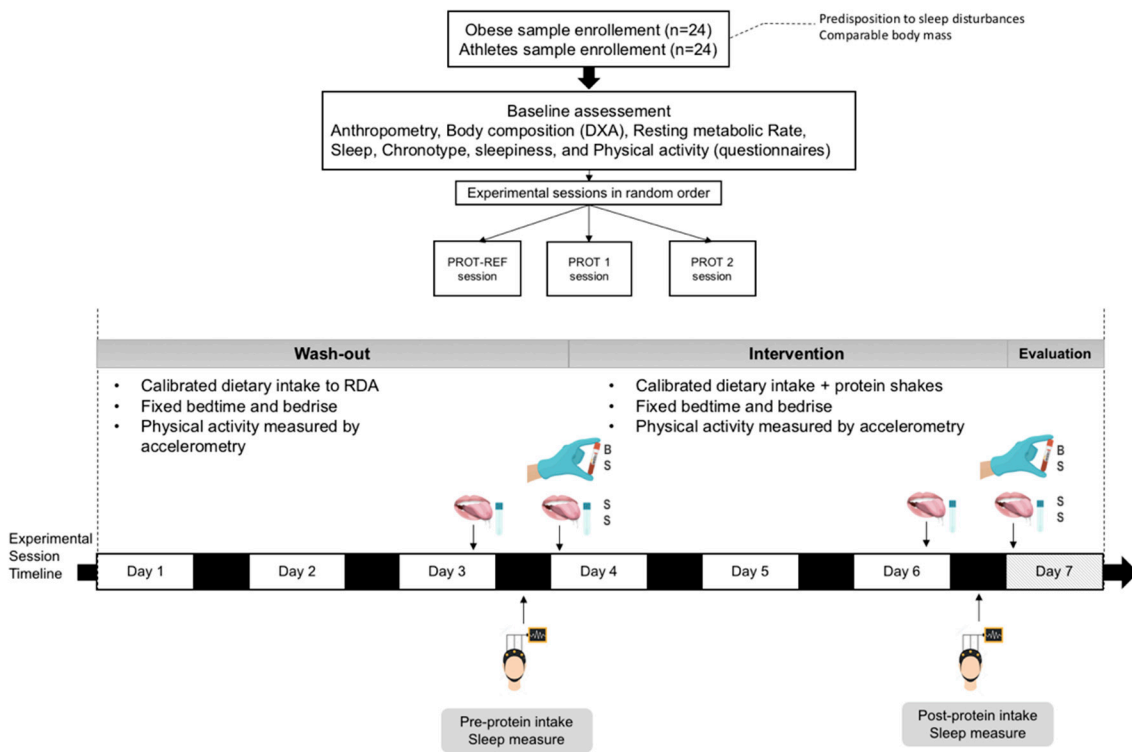 Obese sample enrollement (n=24)
Athletes sample enrollement (n=24)
Predisposition to sleep disturbances
Comparable body mass
Baseline assessement
Anthropometry, Body composition (DXA), Resting metabolic Rate,
Sleep, Chronotype, sleepiness, and Physical activity (questionnaires)
Experimental sessions in random order
PROT-REF
session
PROT 1
session
PROT 2
session
Wash-out
Intervention
Evaluation
• Calibrated dietary intake to RDA
• Fixed bedtime and bedrise
• Physical activity measured by
accelerometry
• Calibrated dietary intake + protein shakes
• Fixed bedtime and bedrise
• Physical activity measured by accelerometry
B
S
B
S
S
S
S
S
Experimental
Session
Timeline
Day 1
Day 2
Day 3
Day 4
Day 5
Day 6
Day 7
Pre-protein intake
Sleep measure
Post-protein intake
Sleep measure